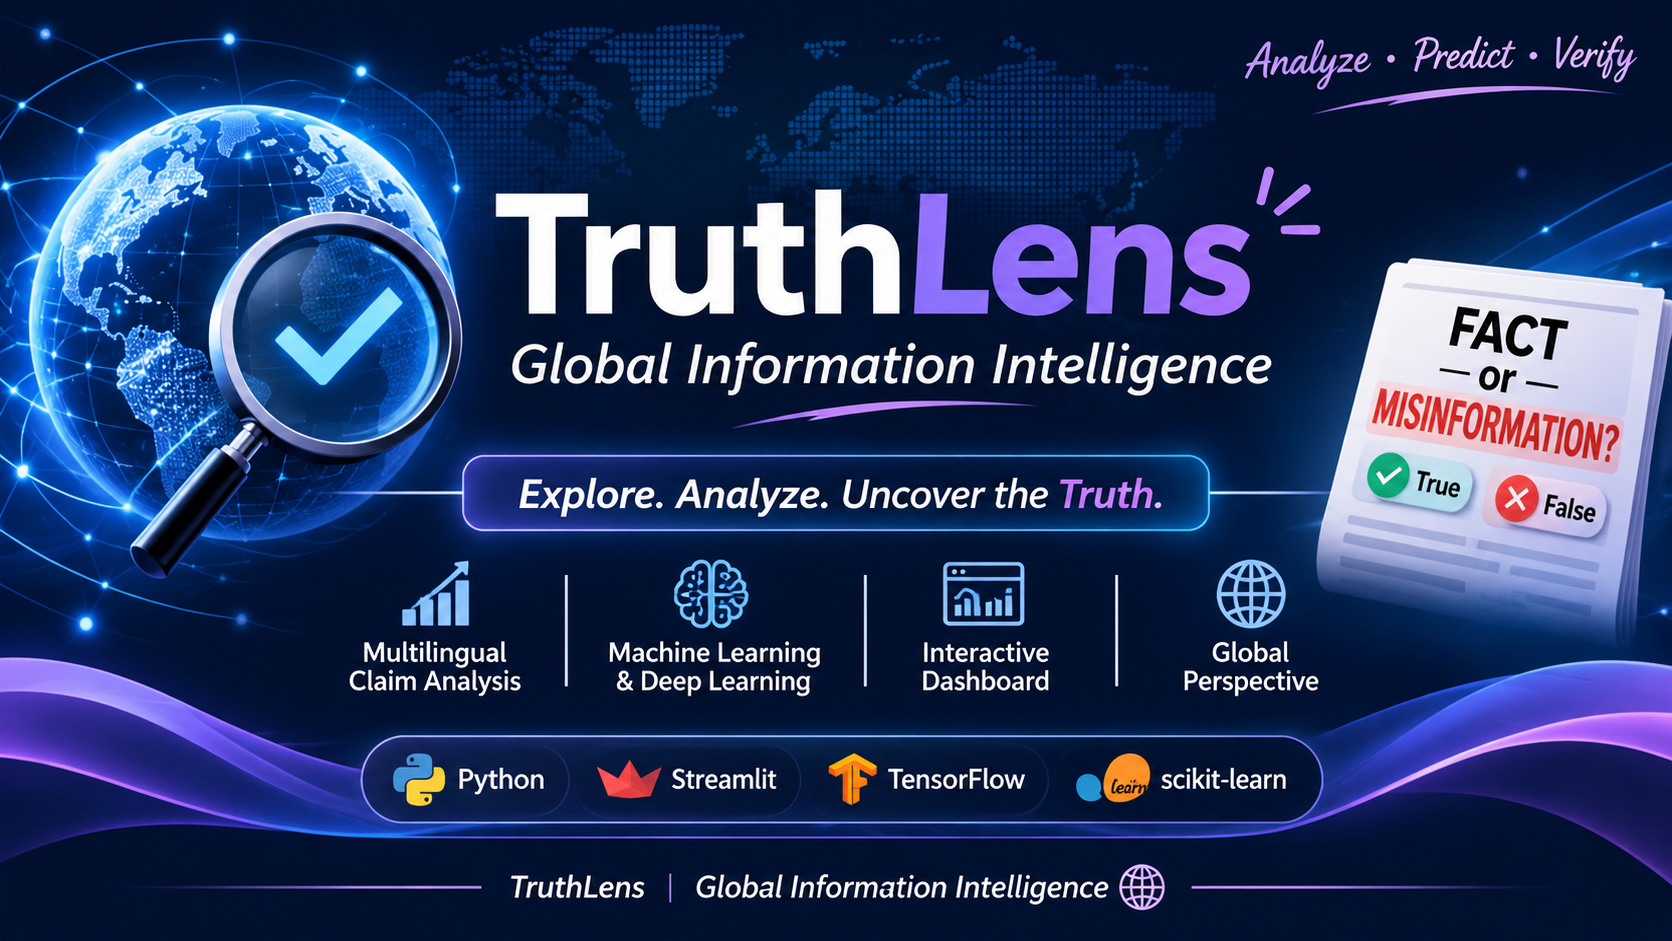 Analyze • Predict • Verify
TruthLens
Global Information Intelligence
FACT
— or —
MISINFORMATION?
True
False
Explore. Analyze. Uncover the Truth.
Multilingual
Claim Analysis
Machine Learning
& Deep Learning
Interactive
Dashboard
Global
Perspective
Python
Streamlit
TensorFlow
learn
scikit-learn
TruthLens | Global Information Intelligence